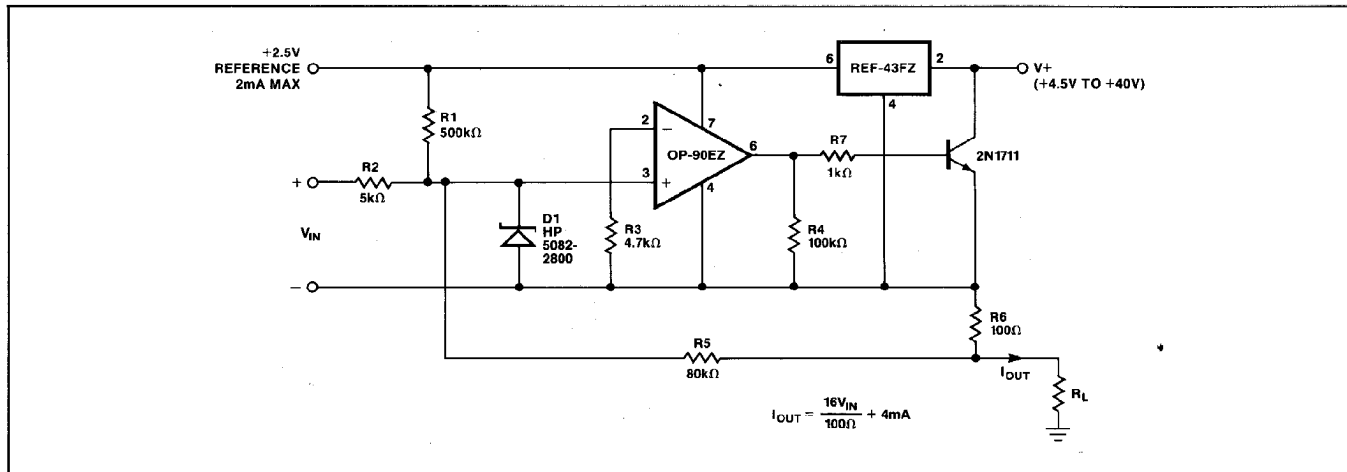 +2.5V
REFERENCE
2mA MAX
6
REF-43FZ
2
V+
(+4.5V TO +40V)
4
R1
500kΩ
2
7
−
OP-90EZ
6
R7
1kΩ
2N1711
+
R2
5kΩ
3
+
4
VIN
D1
HP
5082-
2800
R3
4.7kΩ
R4
100kΩ
−
R6
100Ω
R5
80kΩ
IOUT
RL
IOUT = 16VIN / 100Ω + 4mA